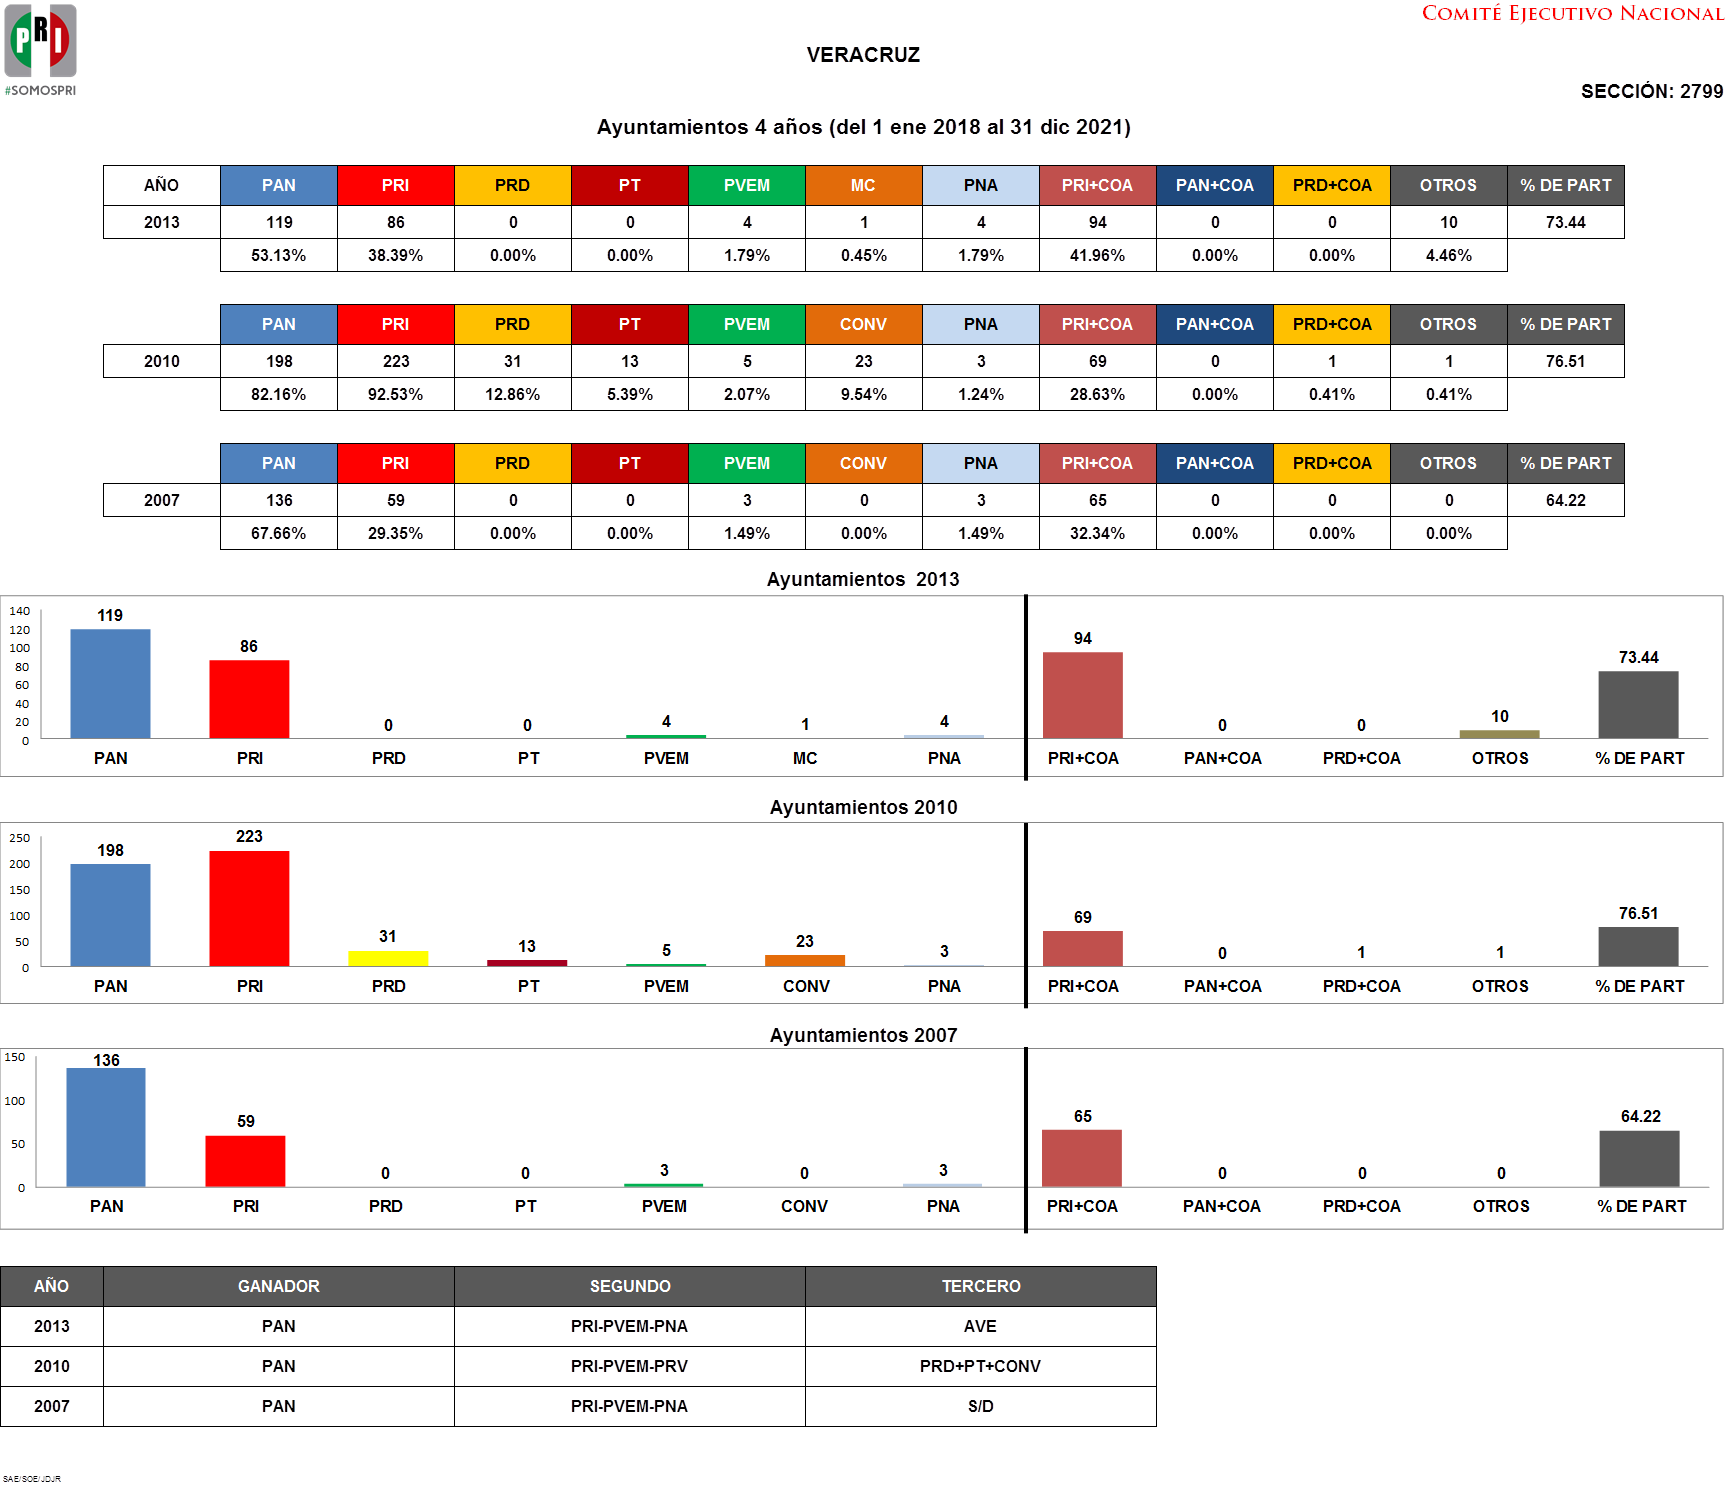 COMITÉ EJECUTIVO NACIONAL
PRI
#SOMOSPRI
VERACRUZ
SECCIÓN: 2799
Ayuntamientos 4 años (del 1 ene 2018 al 31 dic 2021)
AÑO PAN PRI PRD PT PVEM MC PNA PRI+COA PAN+COA PRD+COA OTROS % DE PART
2013 119 86 0 0 4 1 4 94 0 0 10 73.44
53.13% 38.39% 0.00% 0.00% 1.79% 0.45% 1.79% 41.96% 0.00% 0.00% 4.46%
PAN PRI PRD PT PVEM CONV PNA PRI+COA PAN+COA PRD+COA OTROS % DE PART
2010 198 223 31 13 5 23 3 69 0 1 1 76.51
82.16% 92.53% 12.86% 5.39% 2.07% 9.54% 1.24% 28.63% 0.00% 0.41% 0.41%
PAN PRI PRD PT PVEM CONV PNA PRI+COA PAN+COA PRD+COA OTROS % DE PART
2007 136 59 0 0 3 0 3 65 0 0 0 64.22
67.66% 29.35% 0.00% 0.00% 1.49% 0.00% 1.49% 32.34% 0.00% 0.00% 0.00%
Ayuntamientos 2013
140
120
100
80
60
40
20
0
119 86 0 0 4 1 4 94 0 0 10 73.44
PAN PRI PRD PT PVEM MC PNA PRI+COA PAN+COA PRD+COA OTROS % DE PART
Ayuntamientos 2010
250
200
150
100
50
0
198 223 31 13 5 23 3 69 0 1 1 76.51
PAN PRI PRD PT PVEM CONV PNA PRI+COA PAN+COA PRD+COA OTROS % DE PART
Ayuntamientos 2007
150
100
50
0
136 59 0 0 3 0 3 65 0 0 0 64.22
PAN PRI PRD PT PVEM CONV PNA PRI+COA PAN+COA PRD+COA OTROS % DE PART
AÑO GANADOR SEGUNDO TERCERO
2013 PAN PRI-PVEM-PNA AVE
2010 PAN PRI-PVEM-PRV PRD+PT+CONV
2007 PAN PRI-PVEM-PNA S/D
SAE/SOE/JDJR